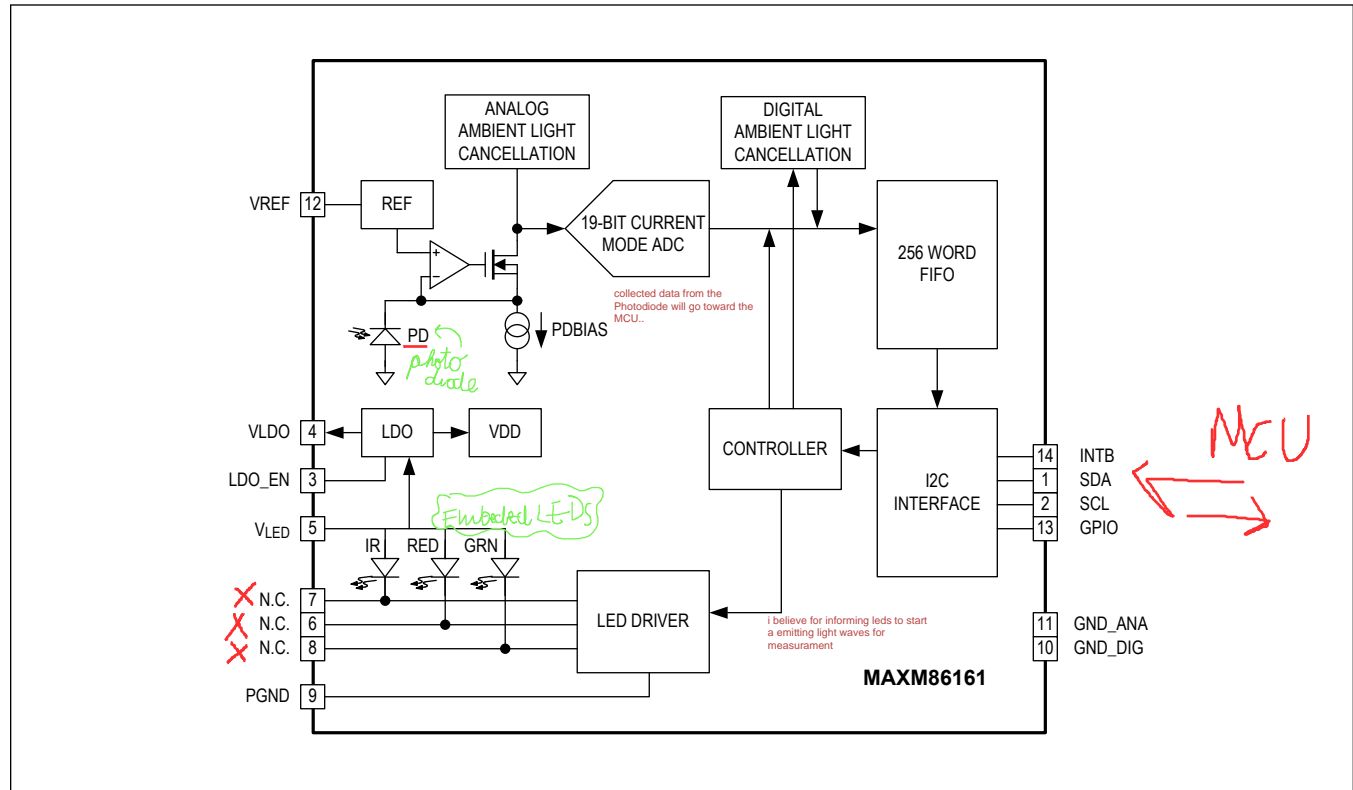 ANALOG
AMBIENT LIGHT
CANCELLATION
DIGITAL
AMBIENT LIGHT
CANCELLATION
VREF 12 REF
19-BIT CURRENT
MODE ADC
256 WORD
FIFO
+
−
collected data from the
Photodiode will go toward the
MCU..
PD
PDBIAS
photo
diode
VLDO 4 LDO VDD
LDO_EN 3
CONTROLLER
I2C
INTERFACE
14 INTB
1 SDA
2 SCL
13 GPIO
MCU
VLED 5
Embeded LEDS
IR RED GRN
X N.C. 7
X N.C. 6
X N.C. 8
LED DRIVER
i believe for informing leds to start
a emitting light waves for
measurament
11 GND_ANA
10 GND_DIG
PGND 9
MAXM86161